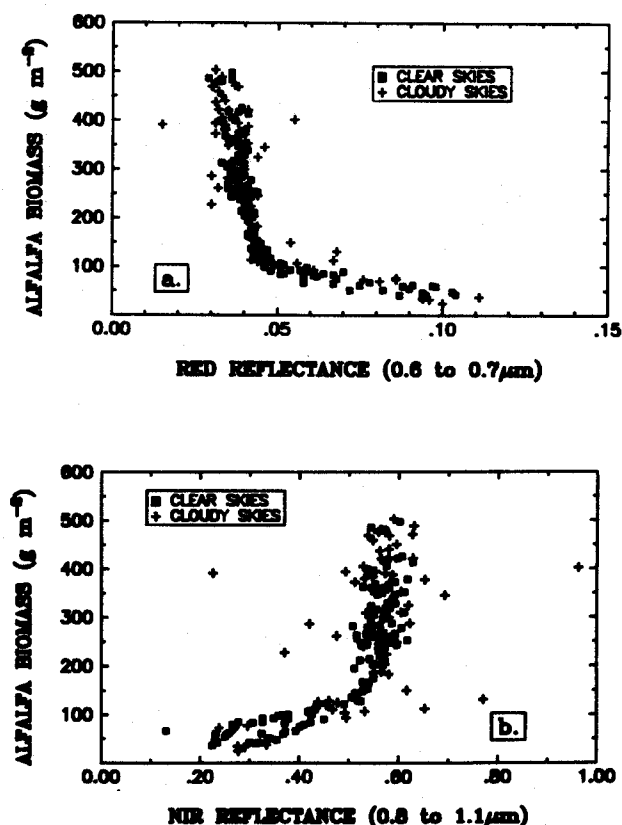 600
500
400
300
200
100
ALFALFA BIOMASS (g m⁻²)
■ CLEAR SKIES
+ CLOUDY SKIES
a.
0.00 .05 .10 .15
RED REFLECTANCE (0.6 to 0.7μm)
600
500
400
300
200
100
ALFALFA BIOMASS (g m⁻²)
■ CLEAR SKIES
+ CLOUDY SKIES
b.
0.00 .20 .40 .60 .80 1.00
NIR REFLECTANCE (0.8 to 1.1μm)